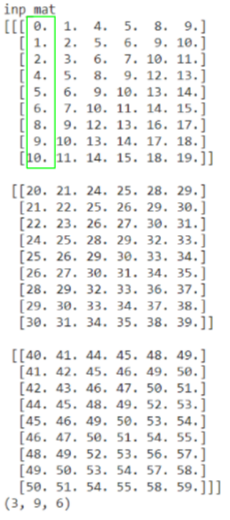 inp mat
[[[ 0. 1. 4. 5. 8. 9.]
[ 1. 2. 5. 6. 9. 10.]
[ 2. 3. 6. 7. 10. 11.]
[ 4. 5. 8. 9. 12. 13.]
[ 5. 6. 9. 10. 13. 14.]
[ 6. 7. 10. 11. 14. 15.]
[ 8. 9. 12. 13. 16. 17.]
[ 9. 10. 13. 14. 17. 18.]
[10. 11. 14. 15. 18. 19.]]
[[20. 21. 24. 25. 28. 29.]
[21. 22. 25. 26. 29. 30.]
[22. 23. 26. 27. 30. 31.]
[24. 25. 28. 29. 32. 33.]
[25. 26. 29. 30. 33. 34.]
[26. 27. 30. 31. 34. 35.]
[28. 29. 32. 33. 36. 37.]
[29. 30. 33. 34. 37. 38.]
[30. 31. 34. 35. 38. 39.]]
[[40. 41. 44. 45. 48. 49.]
[41. 42. 45. 46. 49. 50.]
[42. 43. 46. 47. 50. 51.]
[44. 45. 48. 49. 52. 53.]
[45. 46. 49. 50. 53. 54.]
[46. 47. 50. 51. 54. 55.]
[48. 49. 52. 53. 56. 57.]
[49. 50. 53. 54. 57. 58.]
[50. 51. 54. 55. 58. 59.]]]
(3, 9, 6)